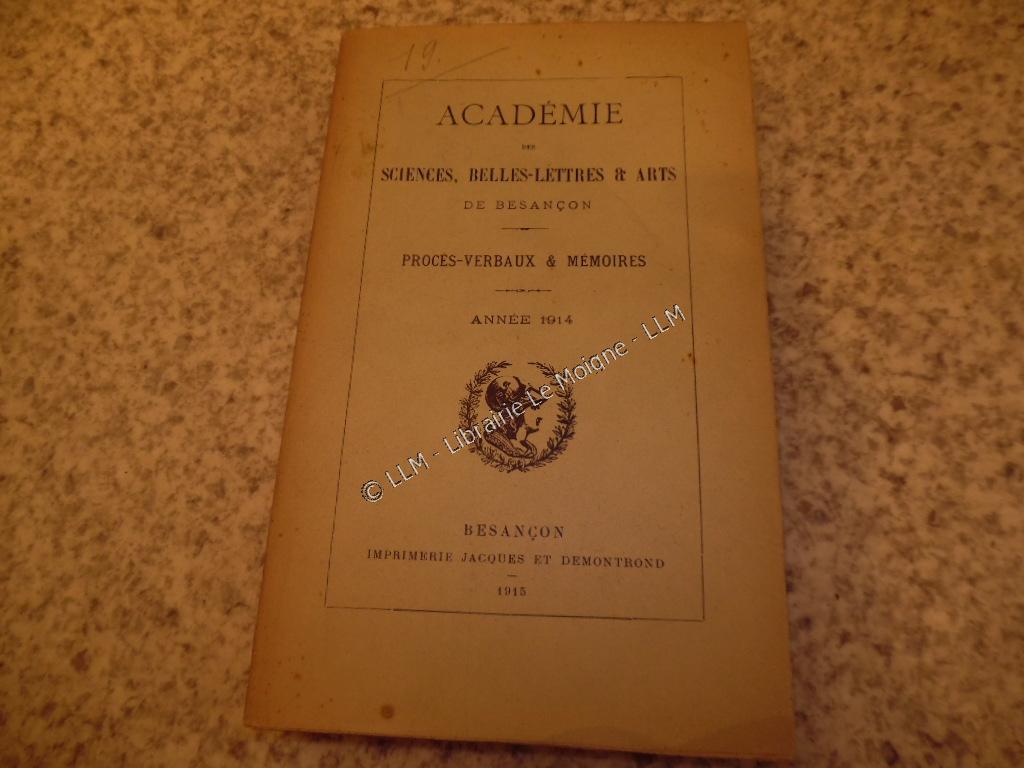 19.
ACADÉMIE
DES
SCIENCES, BELLES-LETTRES & ARTS
DE BESANÇON
PROCÈS-VERBAUX & MÉMOIRES
ANNÉE 1914
© LLM - Librairie Le Moigne - LLM
BESANÇON
IMPRIMERIE JACQUES ET DEMONTROND
1915